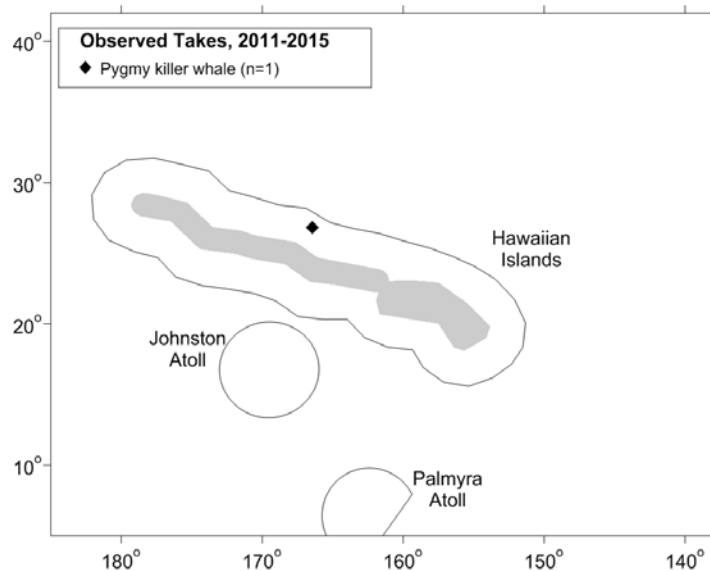 Observed Takes, 2011-2015
Pygmy killer whale (n=1)
40°
30°
Hawaiian
Islands
20°
Johnston
Atoll
10°
Palmyra
Atoll
180° 170° 160° 150° 140°